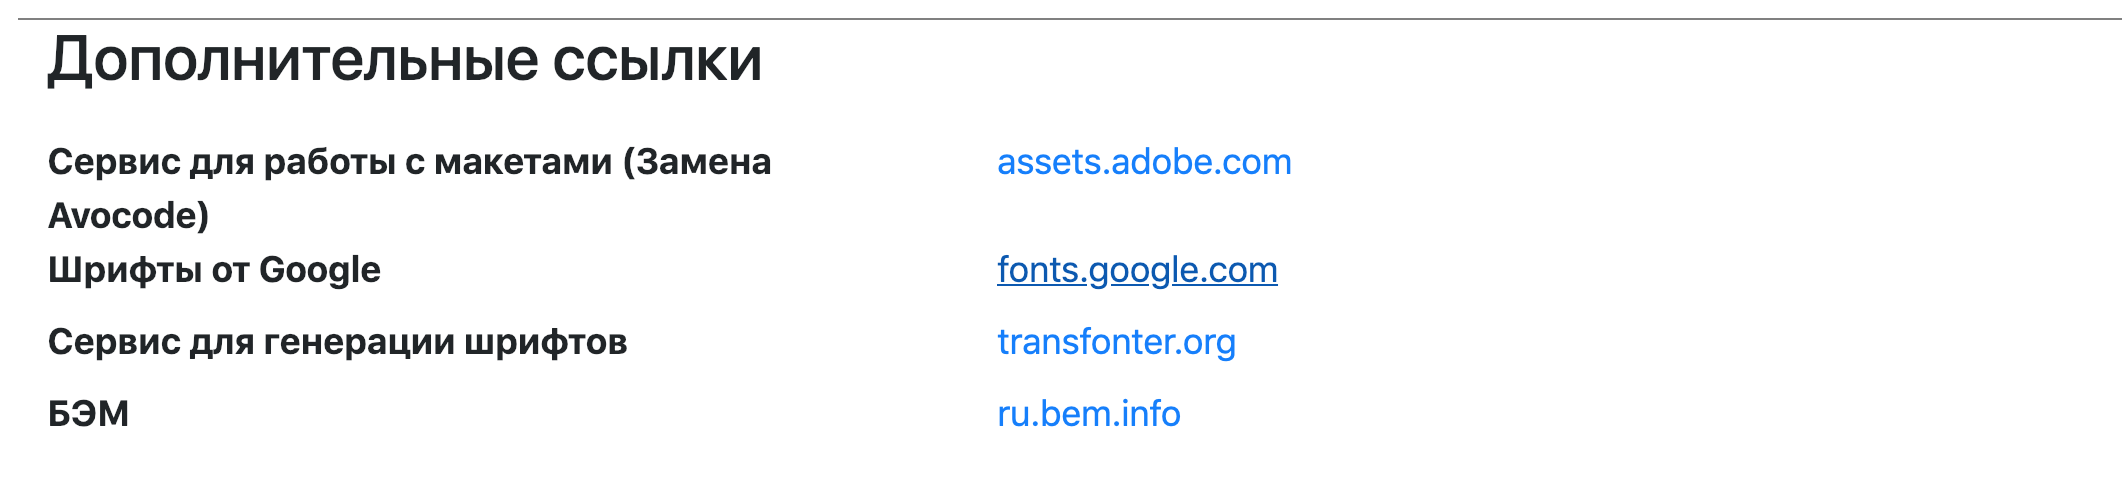 Дополнительные ссылки
Сервис для работы с макетами (Замена Avocode) assets.adobe.com
Шрифты от Google fonts.google.com
Сервис для генерации шрифтов transfonter.org
БЭМ ru.bem.info